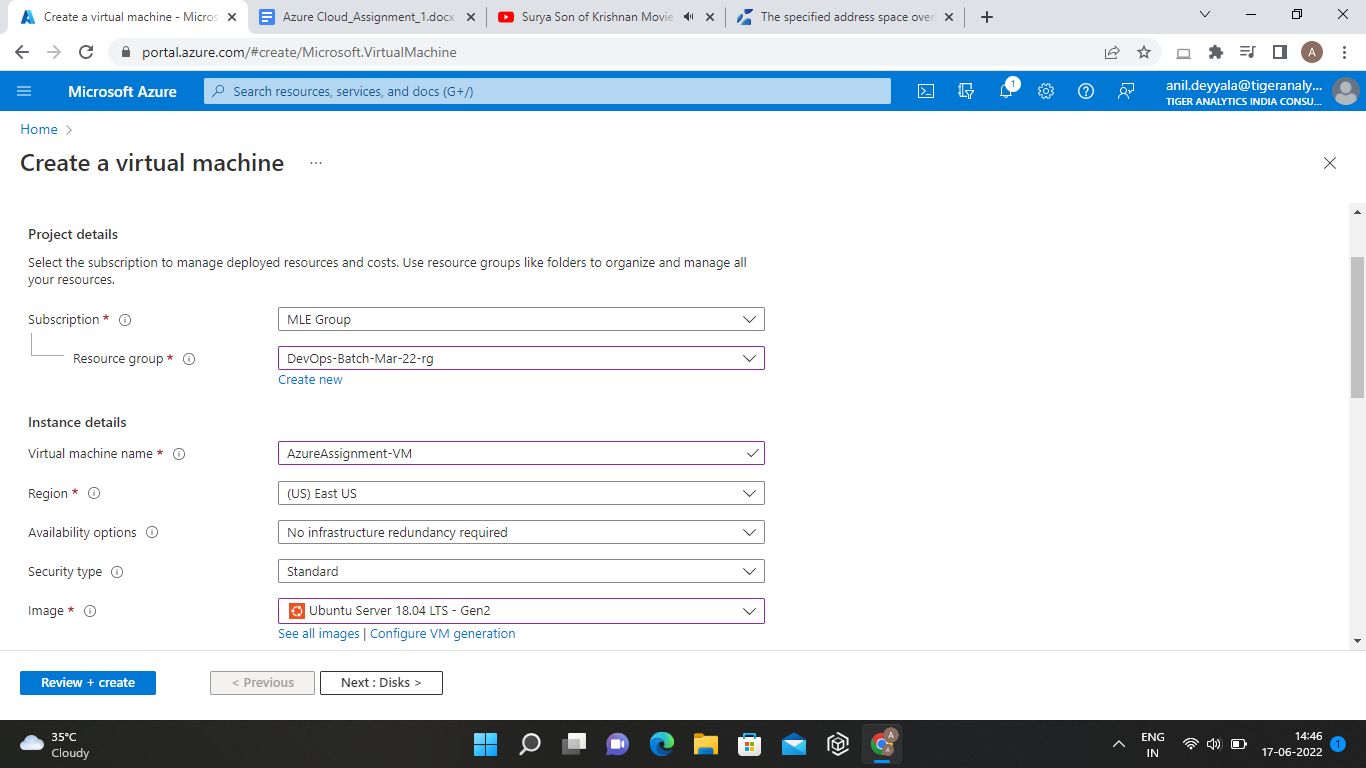 Create a virtual machine - Micros
Azure Cloud_Assignment_1.docx
Surya Son of Krishnan Movie
The specified address space over
portal.azure.com/#create/Microsoft.VirtualMachine
A
Microsoft Azure
Search resources, services, and docs (G+/)
1
anil.deyyala@tigeranaly...
TIGER ANALYTICS INDIA CONSU...
Home >
Create a virtual machine ...
Project details
Select the subscription to manage deployed resources and costs. Use resource groups like folders to organize and manage all
your resources.
Subscription * MLE Group
Resource group * DevOps-Batch-Mar-22-rg
Create new
Instance details
Virtual machine name * AzureAssignment-VM
Region * (US) East US
Availability options No infrastructure redundancy required
Security type Standard
Image * Ubuntu Server 18.04 LTS - Gen2
See all images | Configure VM generation
Review + create < Previous Next : Disks >
35°C
Cloudy
A
A
ENG
IN
14:46
17-06-2022
1